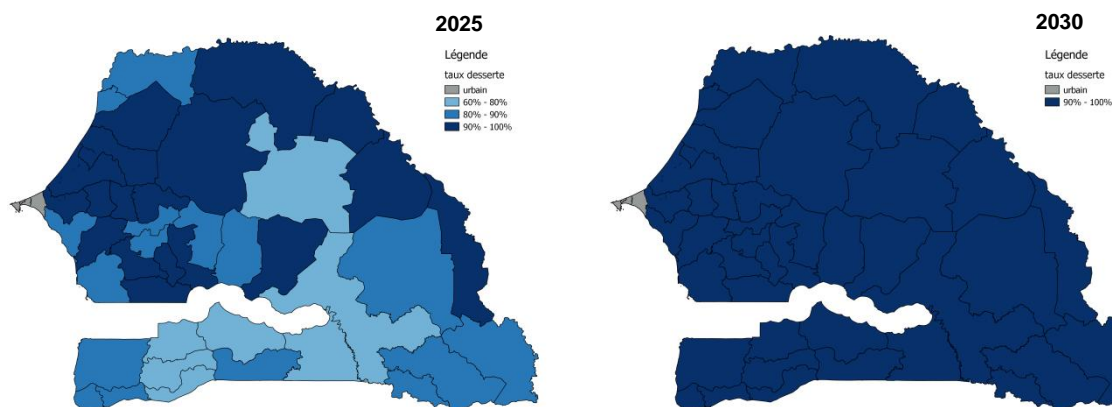 2025
Légende
taux desserte
urbain
60% - 80%
80% - 90%
90% - 100%
2030
Légende
taux desserte
urbain
90% - 100%